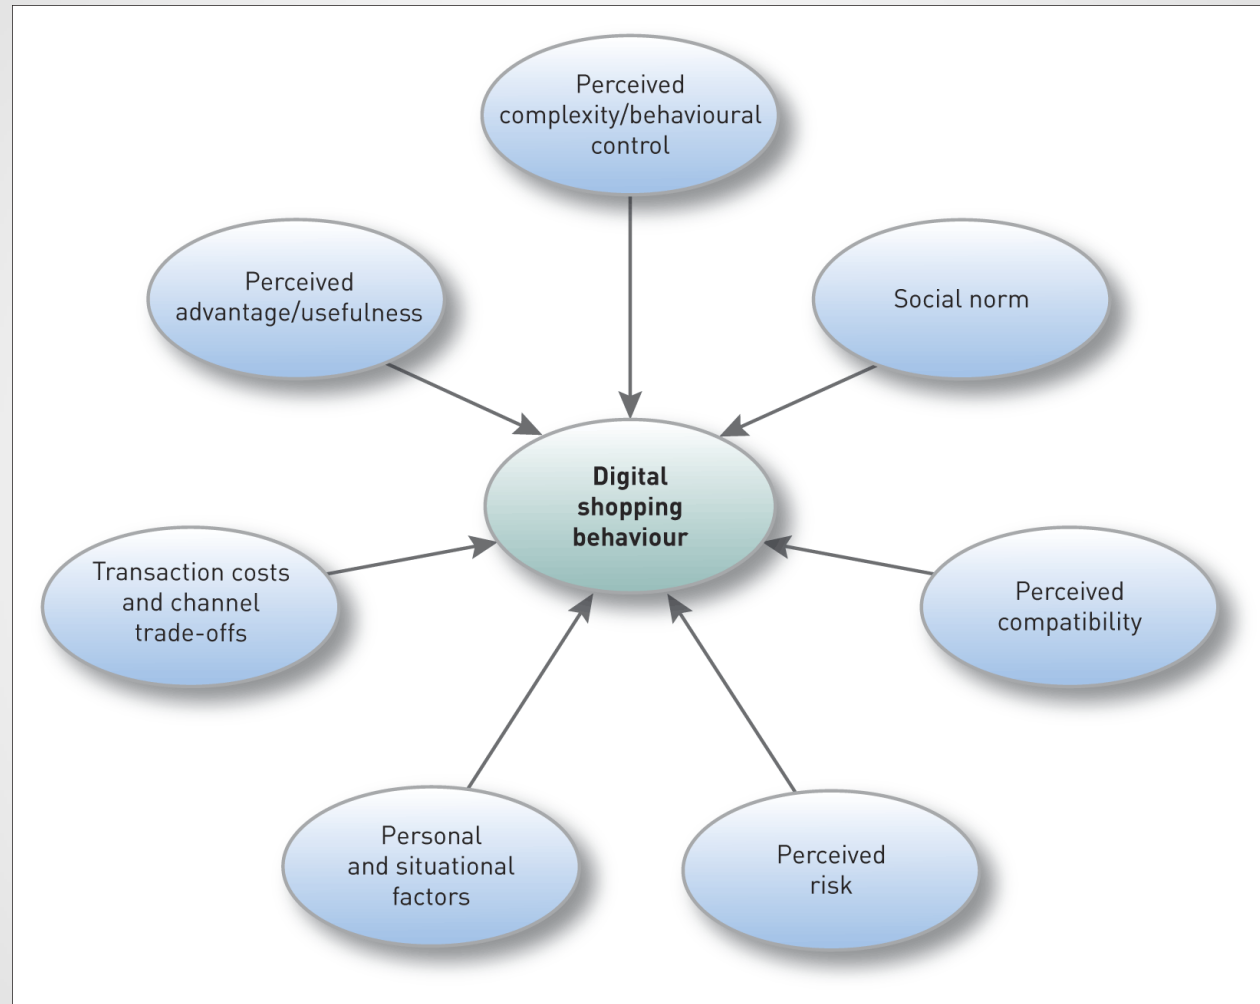 Perceived
complexity/behavioural
control
Perceived
advantage/usefulness
Social norm
Digital
shopping
behaviour
Transaction costs
and channel
trade-offs
Perceived
compatibility
Personal
and situational
factors
Perceived
risk